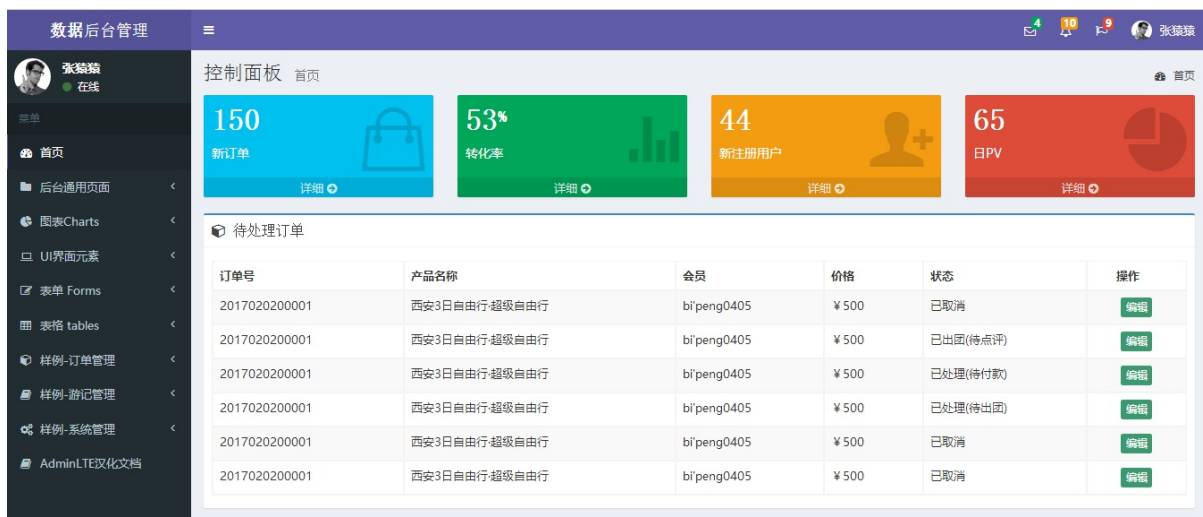 数据后台管理
4
10
9
张猿猿
张猿猿
在线
菜单
首页
后台通用页面
图表Charts
UI界面元素
表单 Forms
表格 tables
样例-订单管理
样例-游记管理
样例-系统管理
AdminLTE汉化文档
控制面板 首页
首页
150
新订单
详细
53%
转化率
详细
44
新注册用户
详细
65
日PV
详细
待处理订单
订单号 产品名称 会员 价格 状态 操作
2017020200001 西安3日自由行·超级自由行 bi'peng0405 ¥500 已取消 编辑
2017020200001 西安3日自由行·超级自由行 bi'peng0405 ¥500 已出团(待点评) 编辑
2017020200001 西安3日自由行·超级自由行 bi'peng0405 ¥500 已处理(待付款) 编辑
2017020200001 西安3日自由行·超级自由行 bi'peng0405 ¥500 已处理(待出团) 编辑
2017020200001 西安3日自由行·超级自由行 bi'peng0405 ¥500 已取消 编辑
2017020200001 西安3日自由行·超级自由行 bi'peng0405 ¥500 已取消 编辑